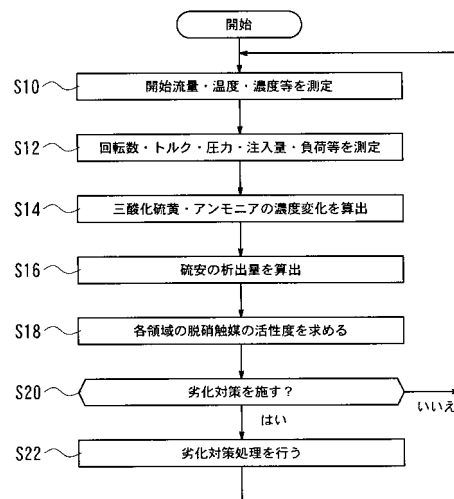 開始
S10 開始流量・温度・濃度等を測定
S12 回転数・トルク・圧力・注入量・負荷等を測定
S14 三酸化硫黄・アンモニアの濃度変化を算出
S16 硫安の析出量を算出
S18 各領域の脱硝触媒の活性度を求める
S20 劣化対策を施す？
いいえ
はい
S22 劣化対策処理を行う